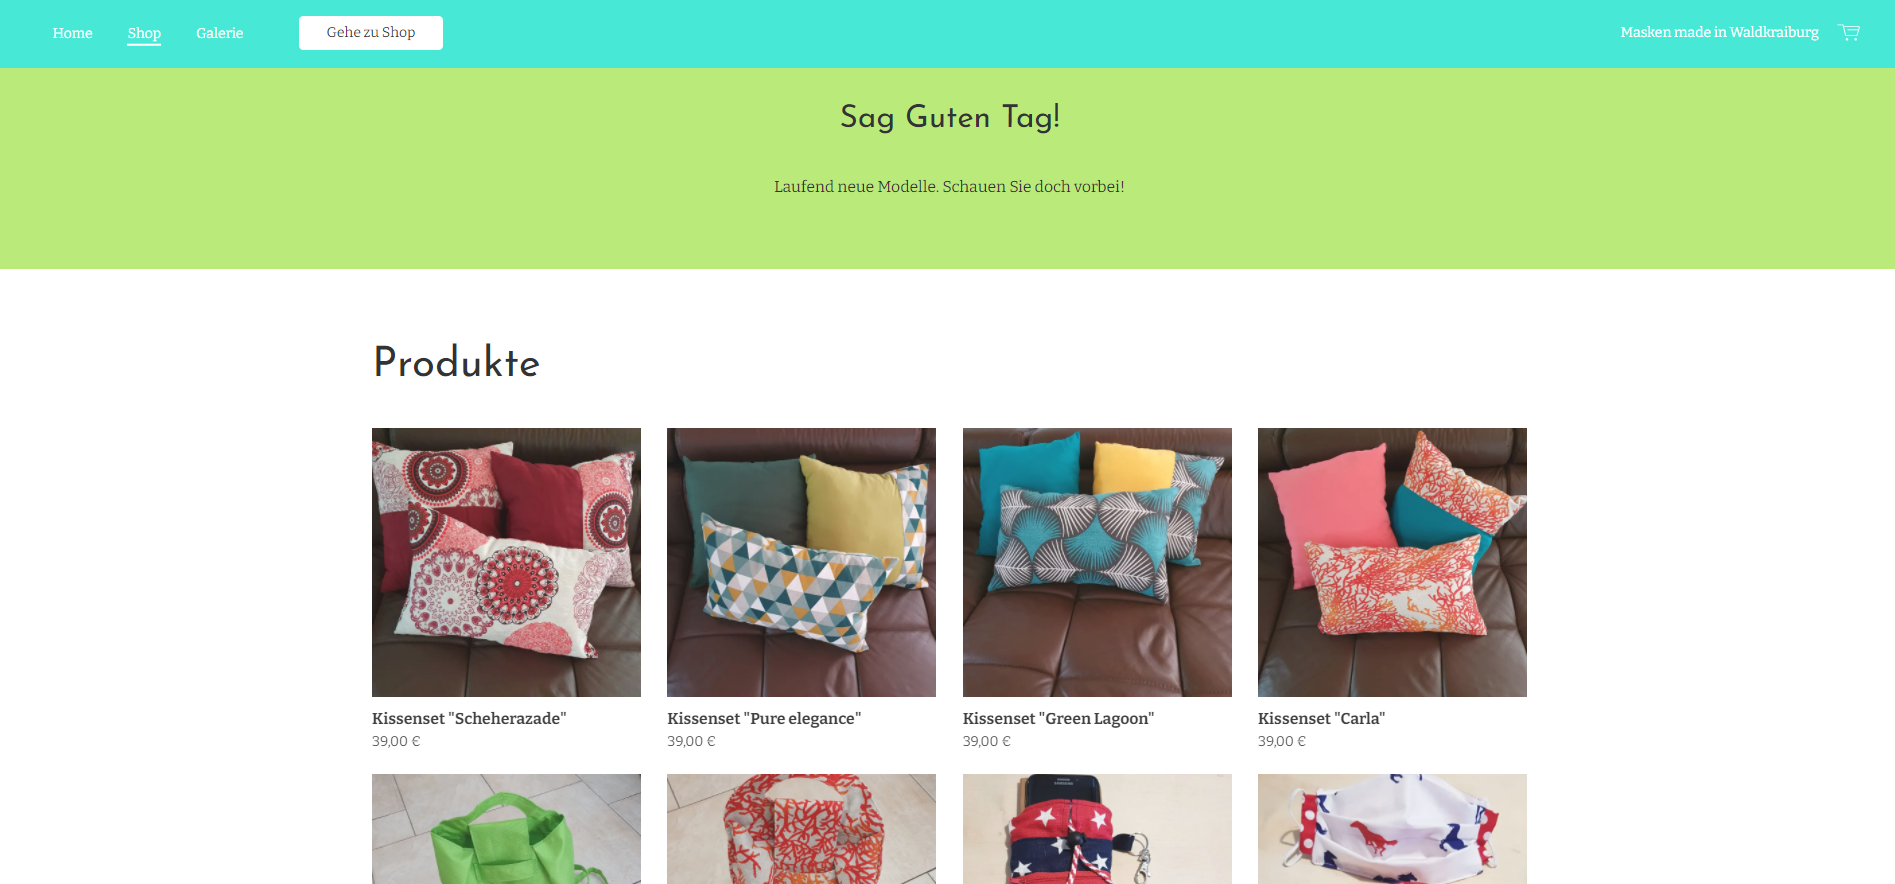 Home Shop Galerie Gehe zu Shop Masken made in Waldkraiburg
Sag Guten Tag!
Laufend neue Modelle. Schauen Sie doch vorbei!
Produkte
Kissenset "Scheherazade" Kissenset "Pure elegance" Kissenset "Green Lagoon" Kissenset "Carla"
39,00 € 39,00 € 39,00 € 39,00 €